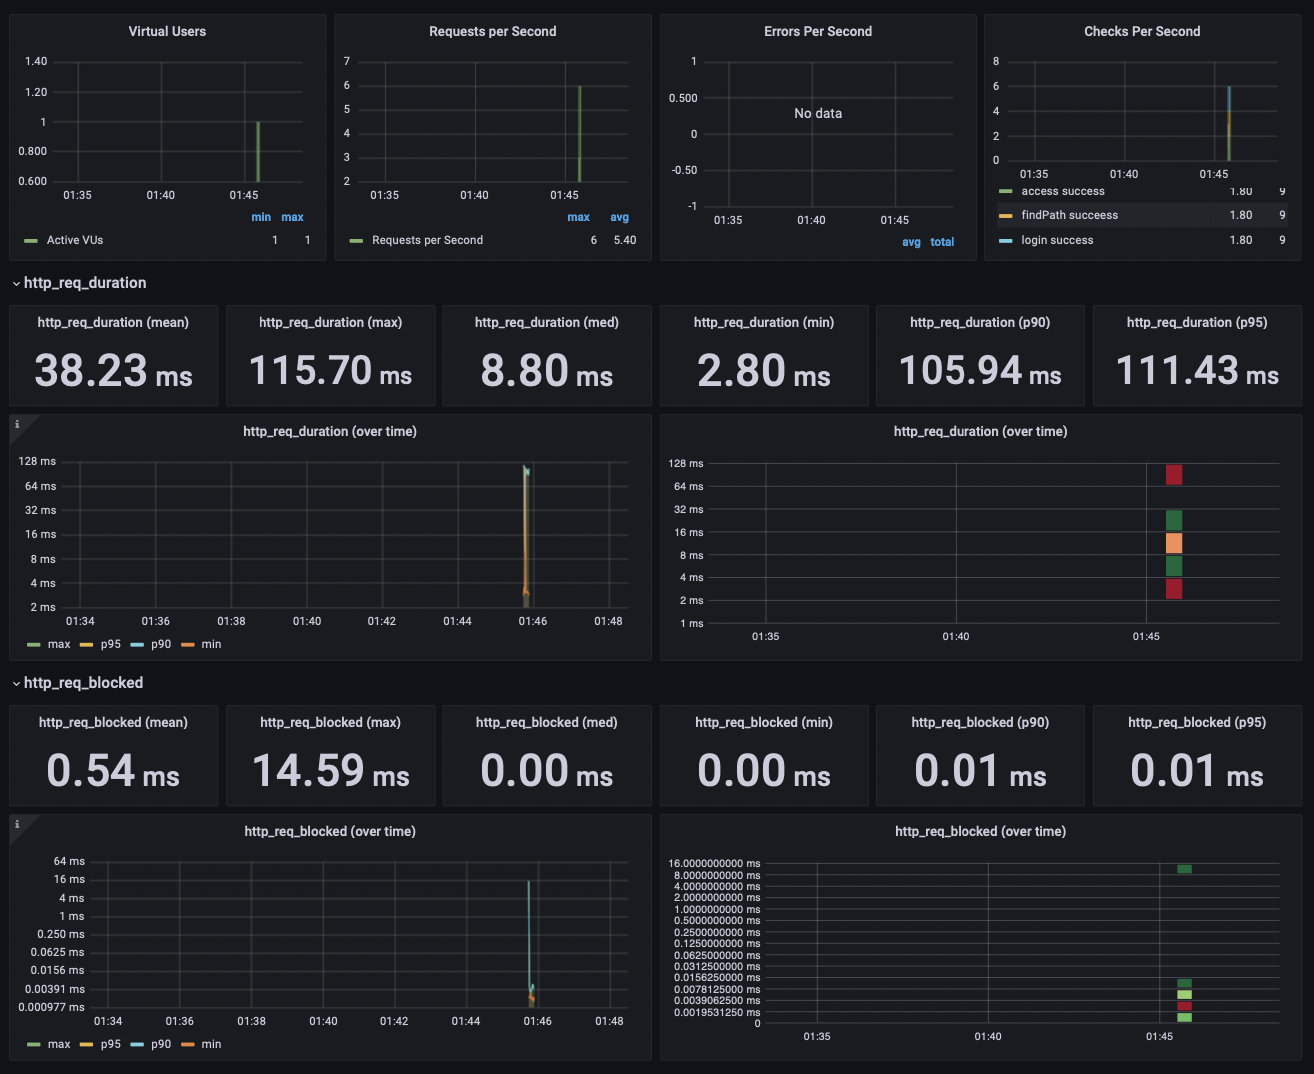 Virtual Users
1.40
1.20
1
0.800
0.600
01:35 01:40 01:45
min max
Active VUs 1 1
Requests per Second
7
6
5
4
3
2
01:35 01:40 01:45
max avg
Requests per Second 6 5.40
Errors Per Second
1
0.500
0
-0.50
-1
No data
01:35 01:40 01:45
avg total
Checks Per Second
8
6
4
2
0
01:35 01:40 01:45
access success 1.80 9
findPath succeess 1.80 9
login success 1.80 9
http_req_duration
http_req_duration (mean)
38.23 ms
http_req_duration (max)
115.70 ms
http_req_duration (med)
8.80 ms
http_req_duration (min)
2.80 ms
http_req_duration (p90)
105.94 ms
http_req_duration (p95)
111.43 ms
i
http_req_duration (over time)
128 ms
64 ms
32 ms
16 ms
8 ms
4 ms
2 ms
01:34 01:36 01:38 01:40 01:42 01:44 01:46 01:48
max p95 p90 min
http_req_duration (over time)
128 ms
64 ms
32 ms
16 ms
8 ms
4 ms
2 ms
1 ms
01:35 01:40 01:45
http_req_blocked
http_req_blocked (mean)
0.54 ms
http_req_blocked (max)
14.59 ms
http_req_blocked (med)
0.00 ms
http_req_blocked (min)
0.00 ms
http_req_blocked (p90)
0.01 ms
http_req_blocked (p95)
0.01 ms
i
http_req_blocked (over time)
64 ms
16 ms
4 ms
1 ms
0.250 ms
0.0625 ms
0.0156 ms
0.00391 ms
0.000977 ms
01:34 01:36 01:38 01:40 01:42 01:44 01:46 01:48
max p95 p90 min
http_req_blocked (over time)
16.0000000000 ms
8.0000000000 ms
4.0000000000 ms
2.0000000000 ms
1.0000000000 ms
0.5000000000 ms
0.2500000000 ms
0.1250000000 ms
0.0625000000 ms
0.0312500000 ms
0.0156250000 ms
0.0078125000 ms
0.0039062500 ms
0.0019531250 ms
0
01:35 01:40 01:45